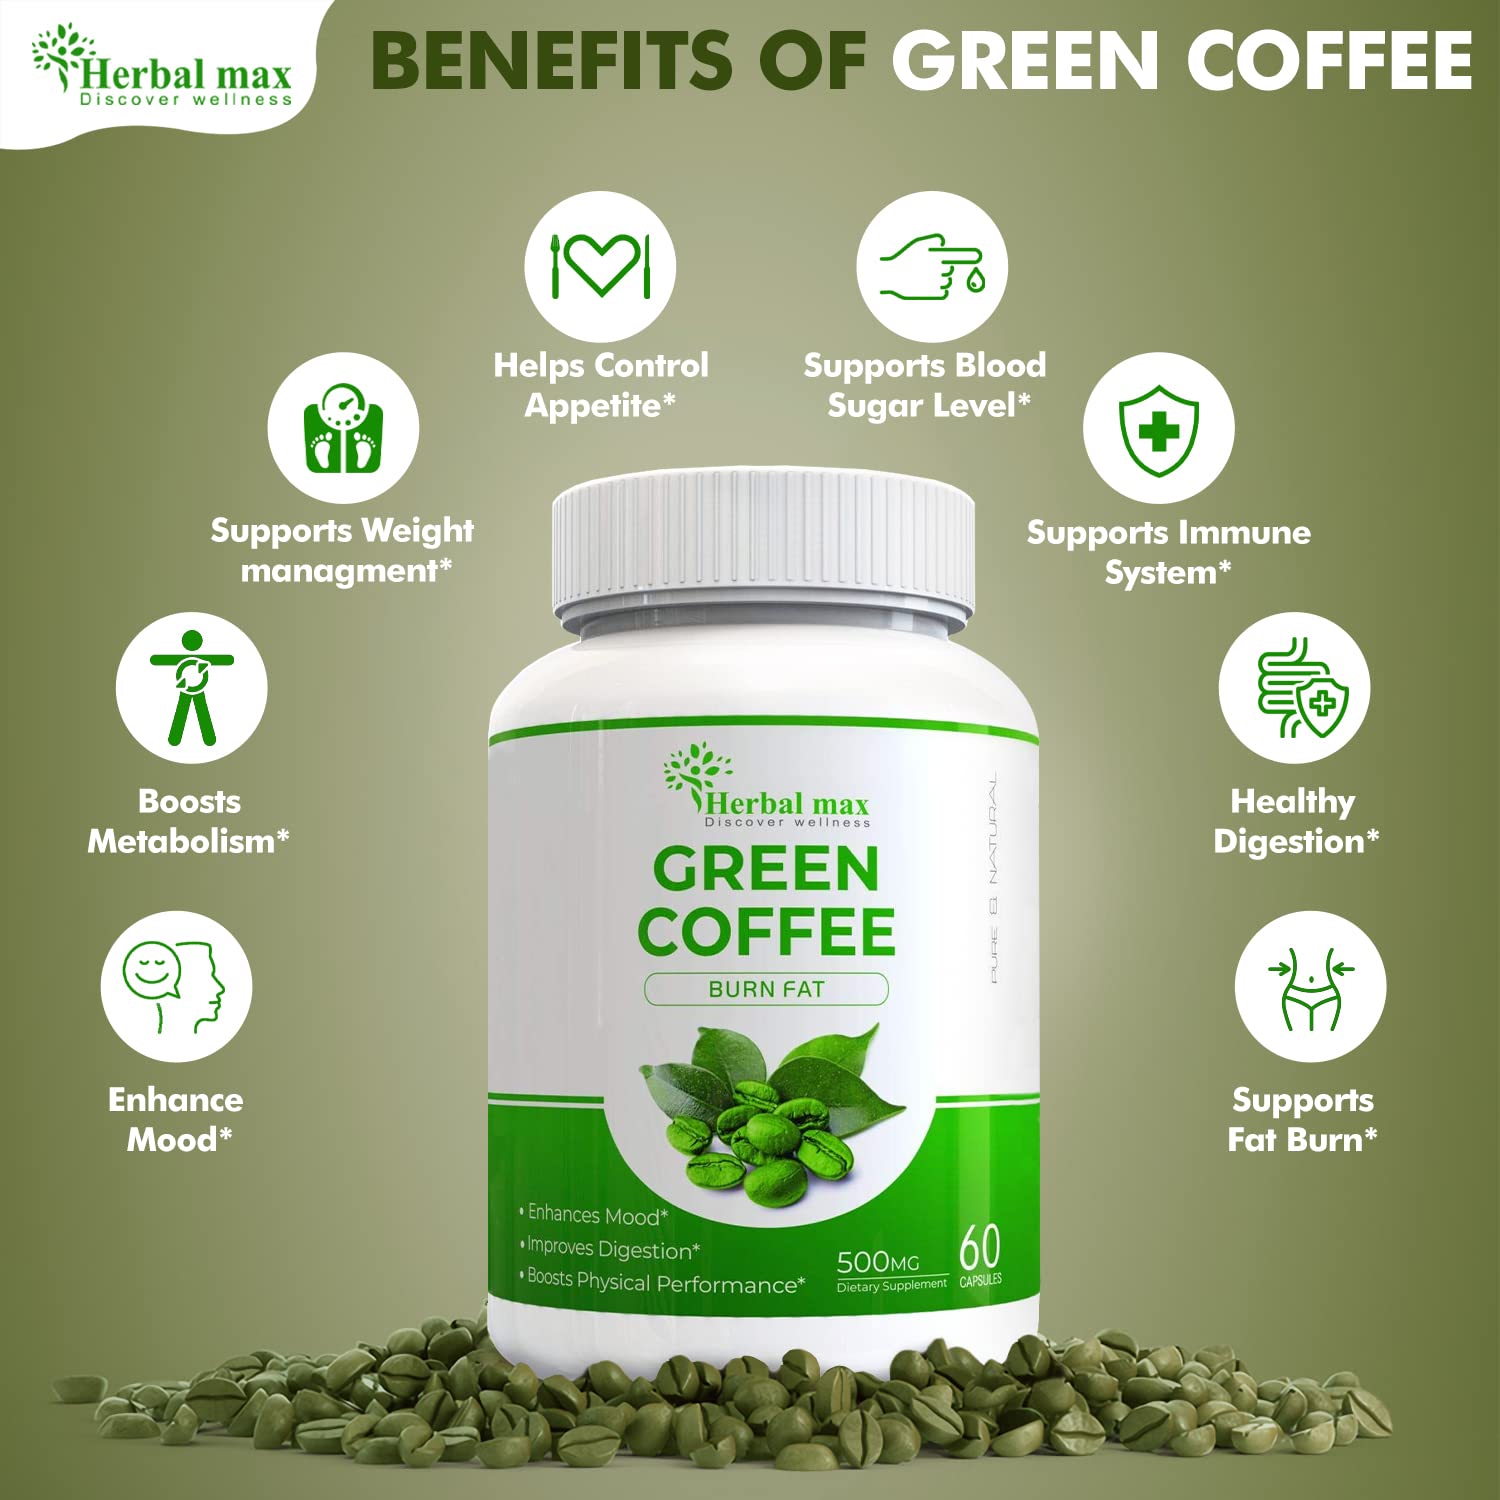 Herbal max
Discover wellness
BENEFITS OF GREEN COFFEE
Helps Control
Appetite*
Supports Blood
Sugar Level*
Supports Weight
managment*
Supports Immune
System*
Boosts
Metabolism*
Healthy
Digestion*
Enhance
Mood*
Supports
Fat Burn*
Herbal max
Discover wellness
GREEN
COFFEE
BURN FAT
PURE & NATURAL
• Enhances Mood*
• Improves Digestion*
• Boosts Physical Performance*
500MG
Dietary Supplement
60
CAPSULES